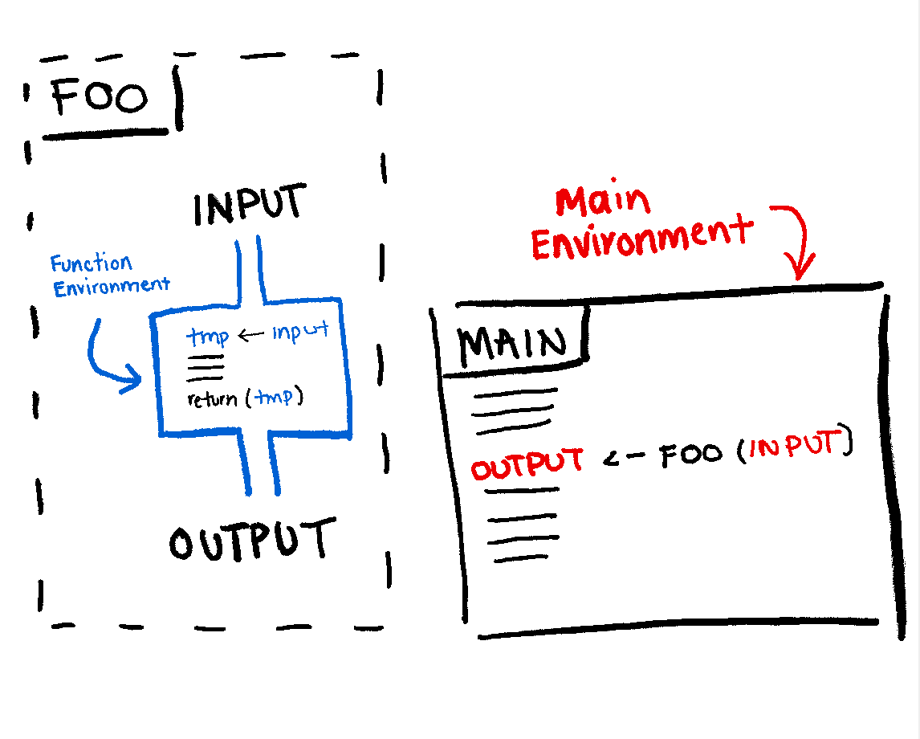 FOO
INPUT
Function
Environment
tmp ← input
return (tmp)
OUTPUT
Main
Environment
MAIN
OUTPUT <- FOO (INPUT)